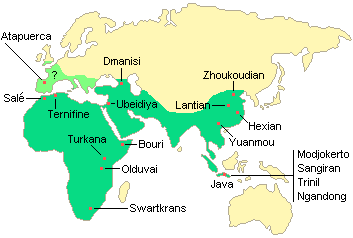 Atapuerca
?
Dmanisi
Zhoukoudian
Salé
Ubeidiya
Lantian
Ternifine
Hexian
Turkana
Bouri
Yuanmou
Olduvai
Modjokerto
Sangiran
Java
Trinil
Ngandong
Swartkrans